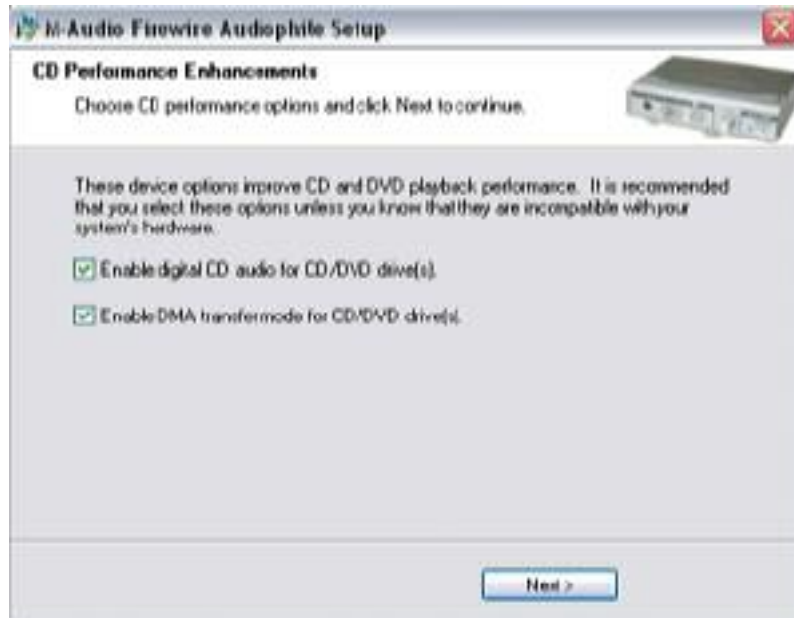 M-Audio Firewire Audiophile Setup
CD Performance Enhancements
Choose CD performance options and click Next to continue.
These device options improve CD and DVD playback performance. It is recommended
that you select these options unless you know that they are incompatible with your
system's hardware.
Enable digital CD audio for CD/DVD drive(s).
Enable DMA transfer mode for CD/DVD drive(s).
Next >